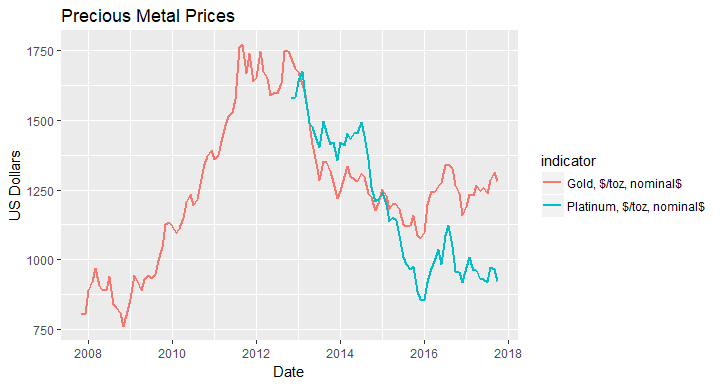 Precious Metal Prices
US Dollars
1750
1500
1250
1000
750
2008
2010
2012
2014
2016
2018
Date
indicator
Gold, $/toz, nominal$
Platinum, $/toz, nominal$